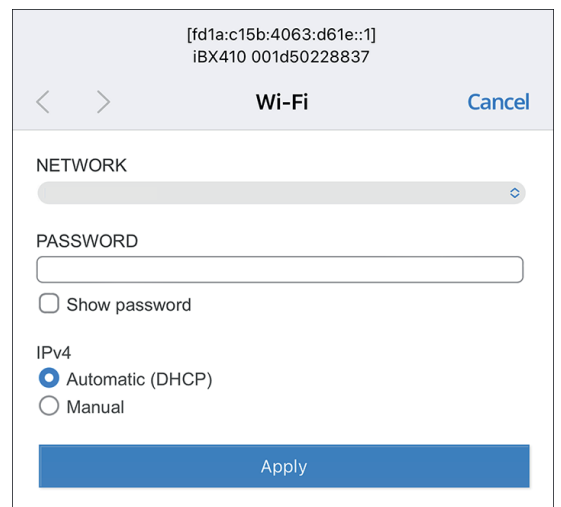 [fd1a:c15b:4063:d61e::1]
iBX410 001d50228837
Wi-Fi Cancel
NETWORK
PASSWORD
Show password
IPv4
Automatic (DHCP)
Manual
Apply